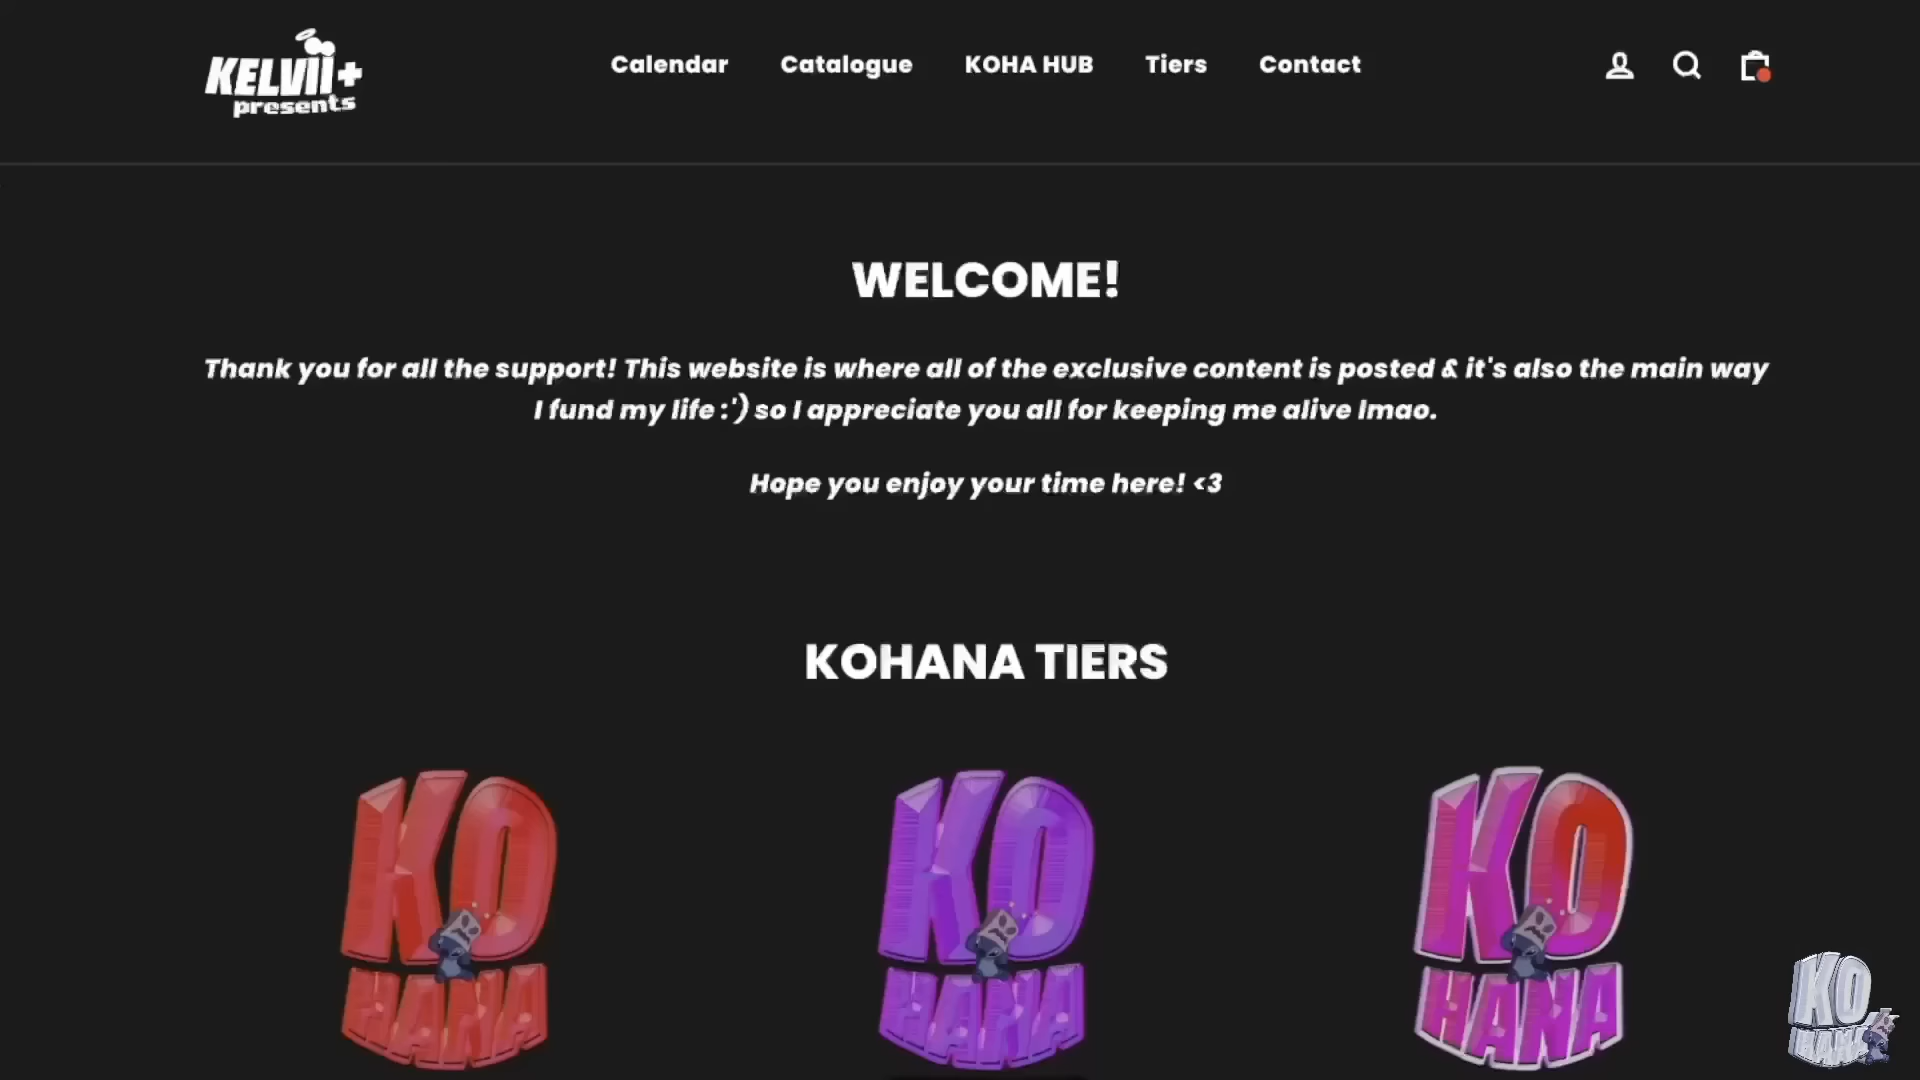 KELVii+
presents
Calendar Catalogue KOHA HUB Tiers Contact
WELCOME!
Thank you for all the support! This website is where all of the exclusive content is posted & it's also the main way
I fund my life :') so I appreciate you all for keeping me alive lmao.
Hope you enjoy your time here! <3
KOHANA TIERS
KO
HANA
KO
HANA
KO
HANA
KO
HANA